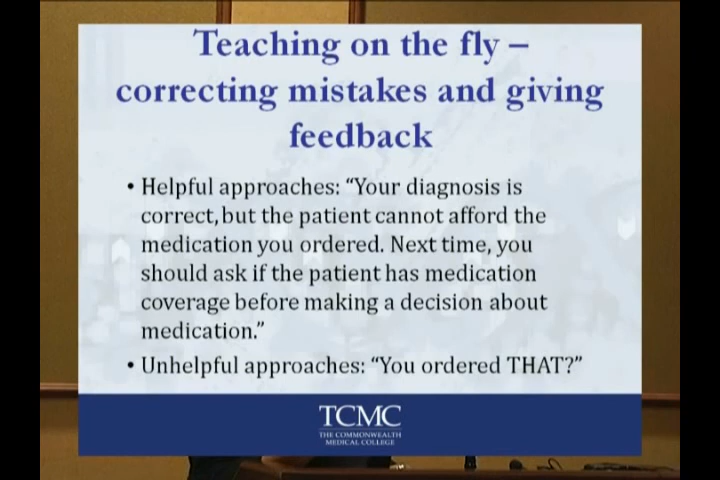 Teaching on the fly –
correcting mistakes and giving
feedback
• Helpful approaches: “Your diagnosis is
correct, but the patient cannot afford the
medication you ordered. Next time, you
should ask if the patient has medication
coverage before making a decision about
medication.”
• Unhelpful approaches: “You ordered THAT?”
TCMC
THE COMMONWEALTH
MEDICAL COLLEGE